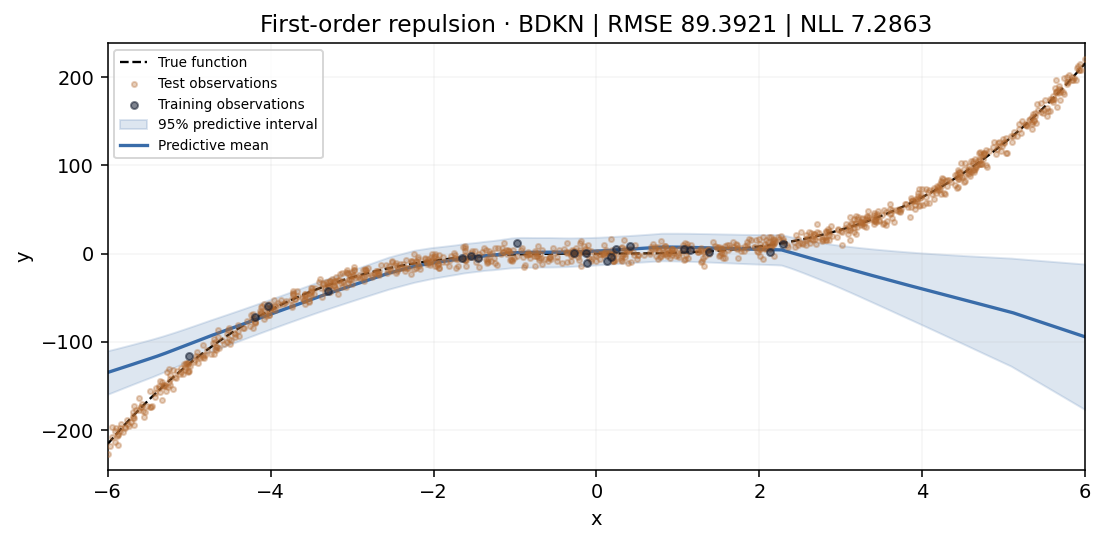 First-order repulsion · BDKN | RMSE 89.3921 | NLL 7.2863
True function
Test observations
Training observations
95% predictive interval
Predictive mean
y
200
100
0
−100
−200
−6
−4
−2
0
2
4
6
x